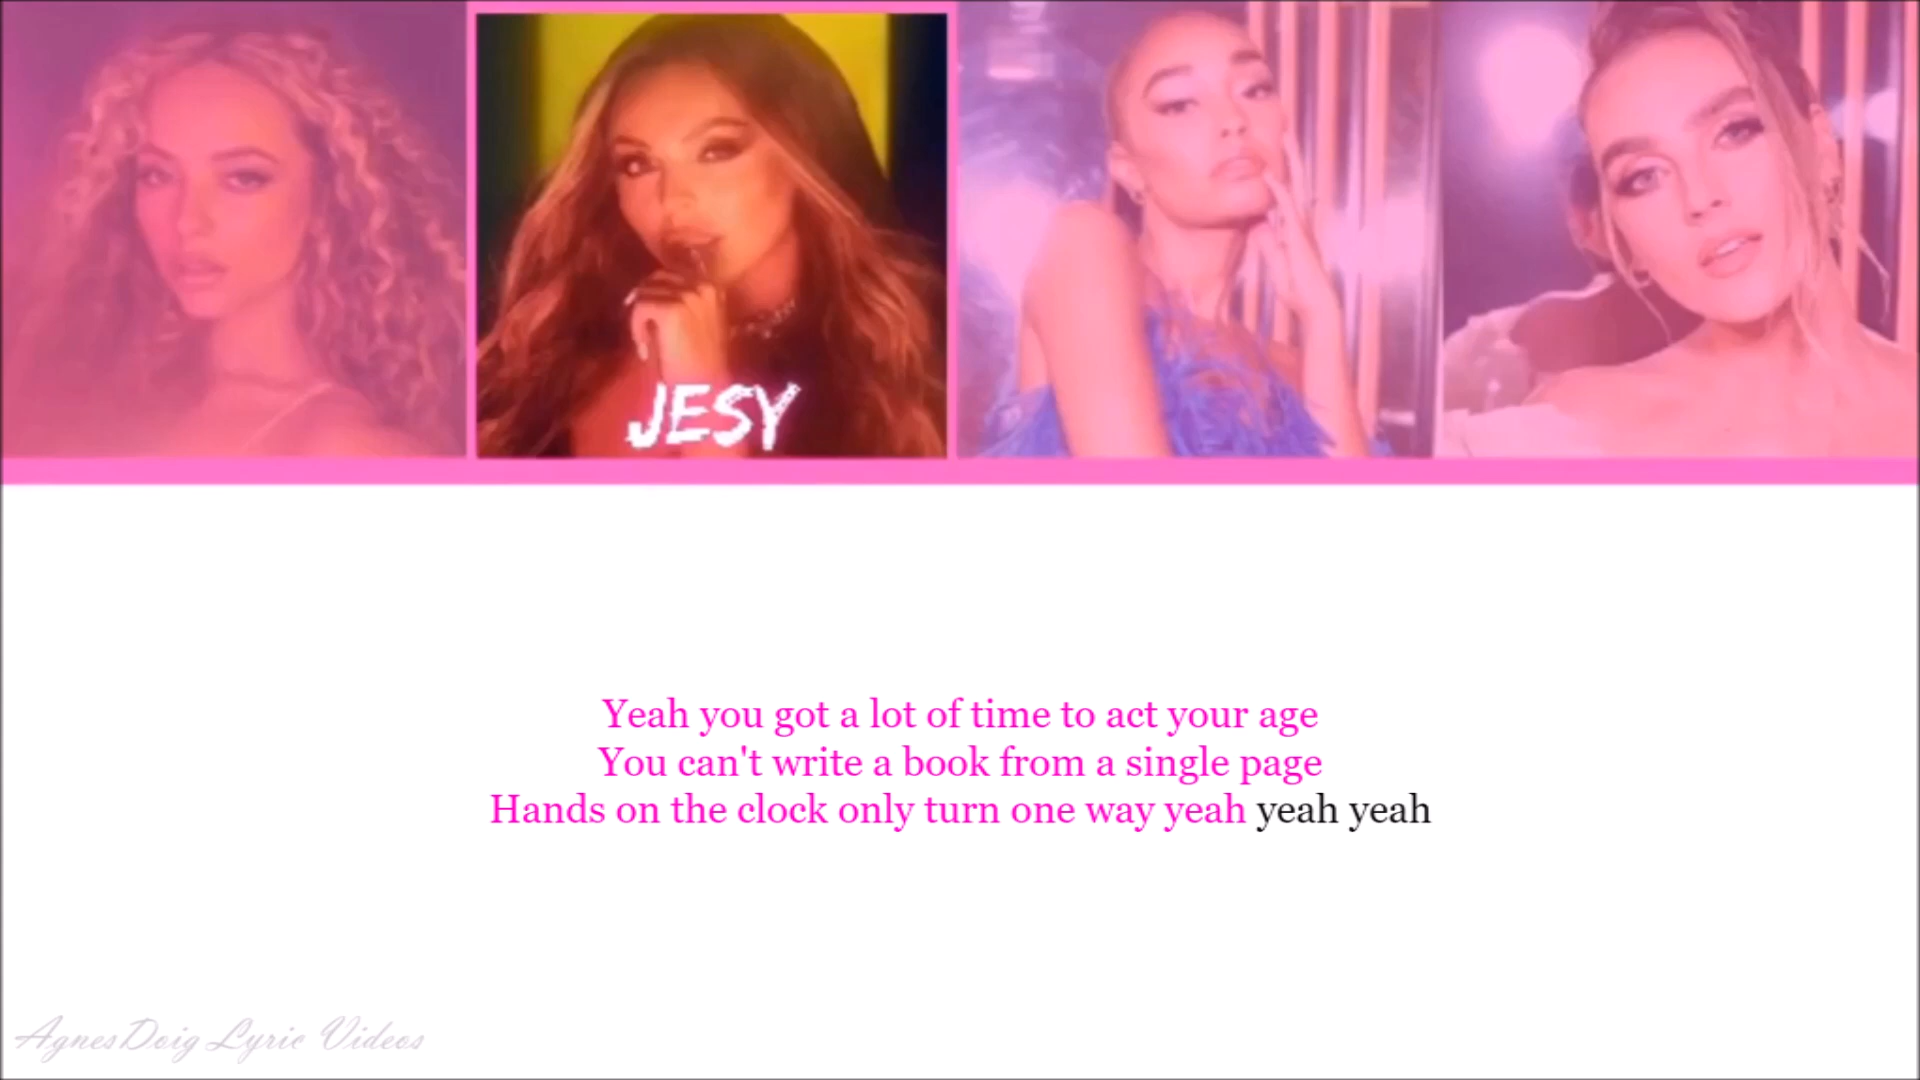 JESY
Yeah you got a lot of time to act your age
You can't write a book from a single page
Hands on the clock only turn one way yeah yeah yeah
AgnesDoig Lyric Videos